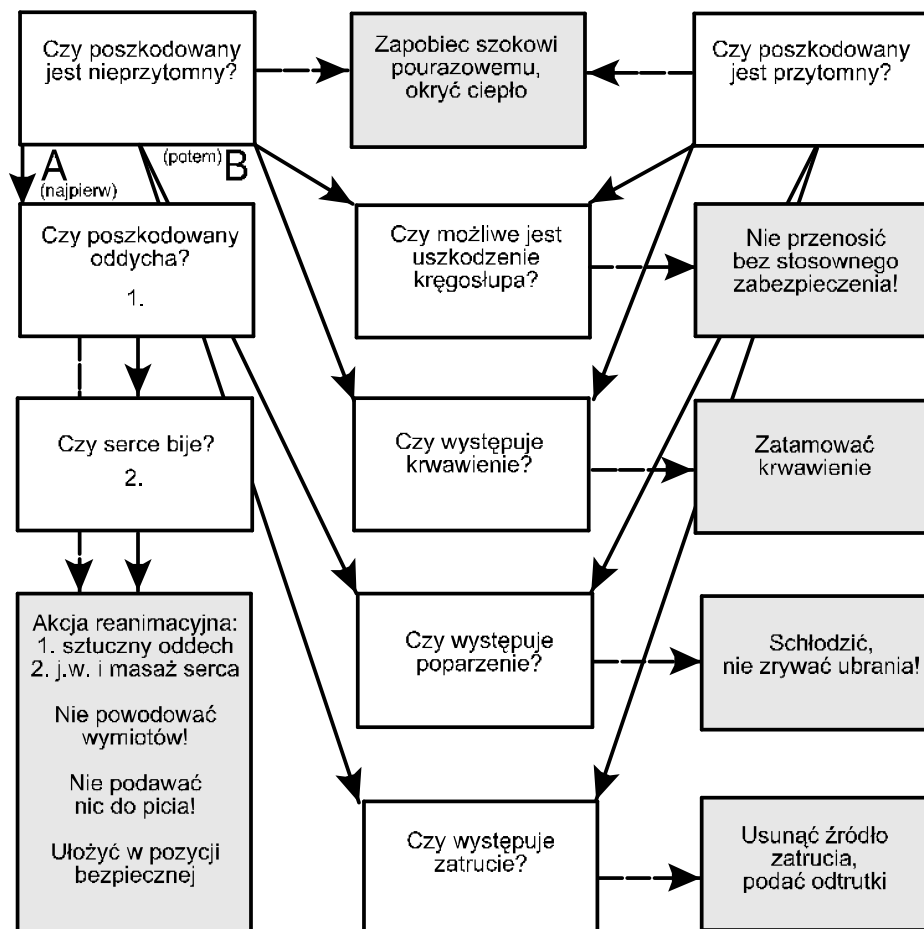 Czy poszkodowany
jest nieprzytomny?
Zapobiec szokowi
pourazowemu,
okryć ciepło
Czy poszkodowany
jest przytomny?
A
(najpierw)
(potem)
B
Czy poszkodowany
oddycha?
1.
Czy możliwe jest
uszkodzenie
kręgosłupa?
Nie przenosić
bez stosownego
zabezpieczenia!
Czy serce bije?
2.
Czy występuje
krwawienie?
Zatamować
krwawienie
Akcja reanimacyjna:
1. sztuczny oddech
2. j.w. i masaż serca
Nie powodować
wymiotów!
Nie podawać
nic do picia!
Ułożyć w pozycji
bezpiecznej
Czy występuje
poparzenie?
Schłodzić,
nie zrywać ubrania!
Czy występuje
zatrucie?
Usunąć źródło
zatrucia,
podać odtrutki